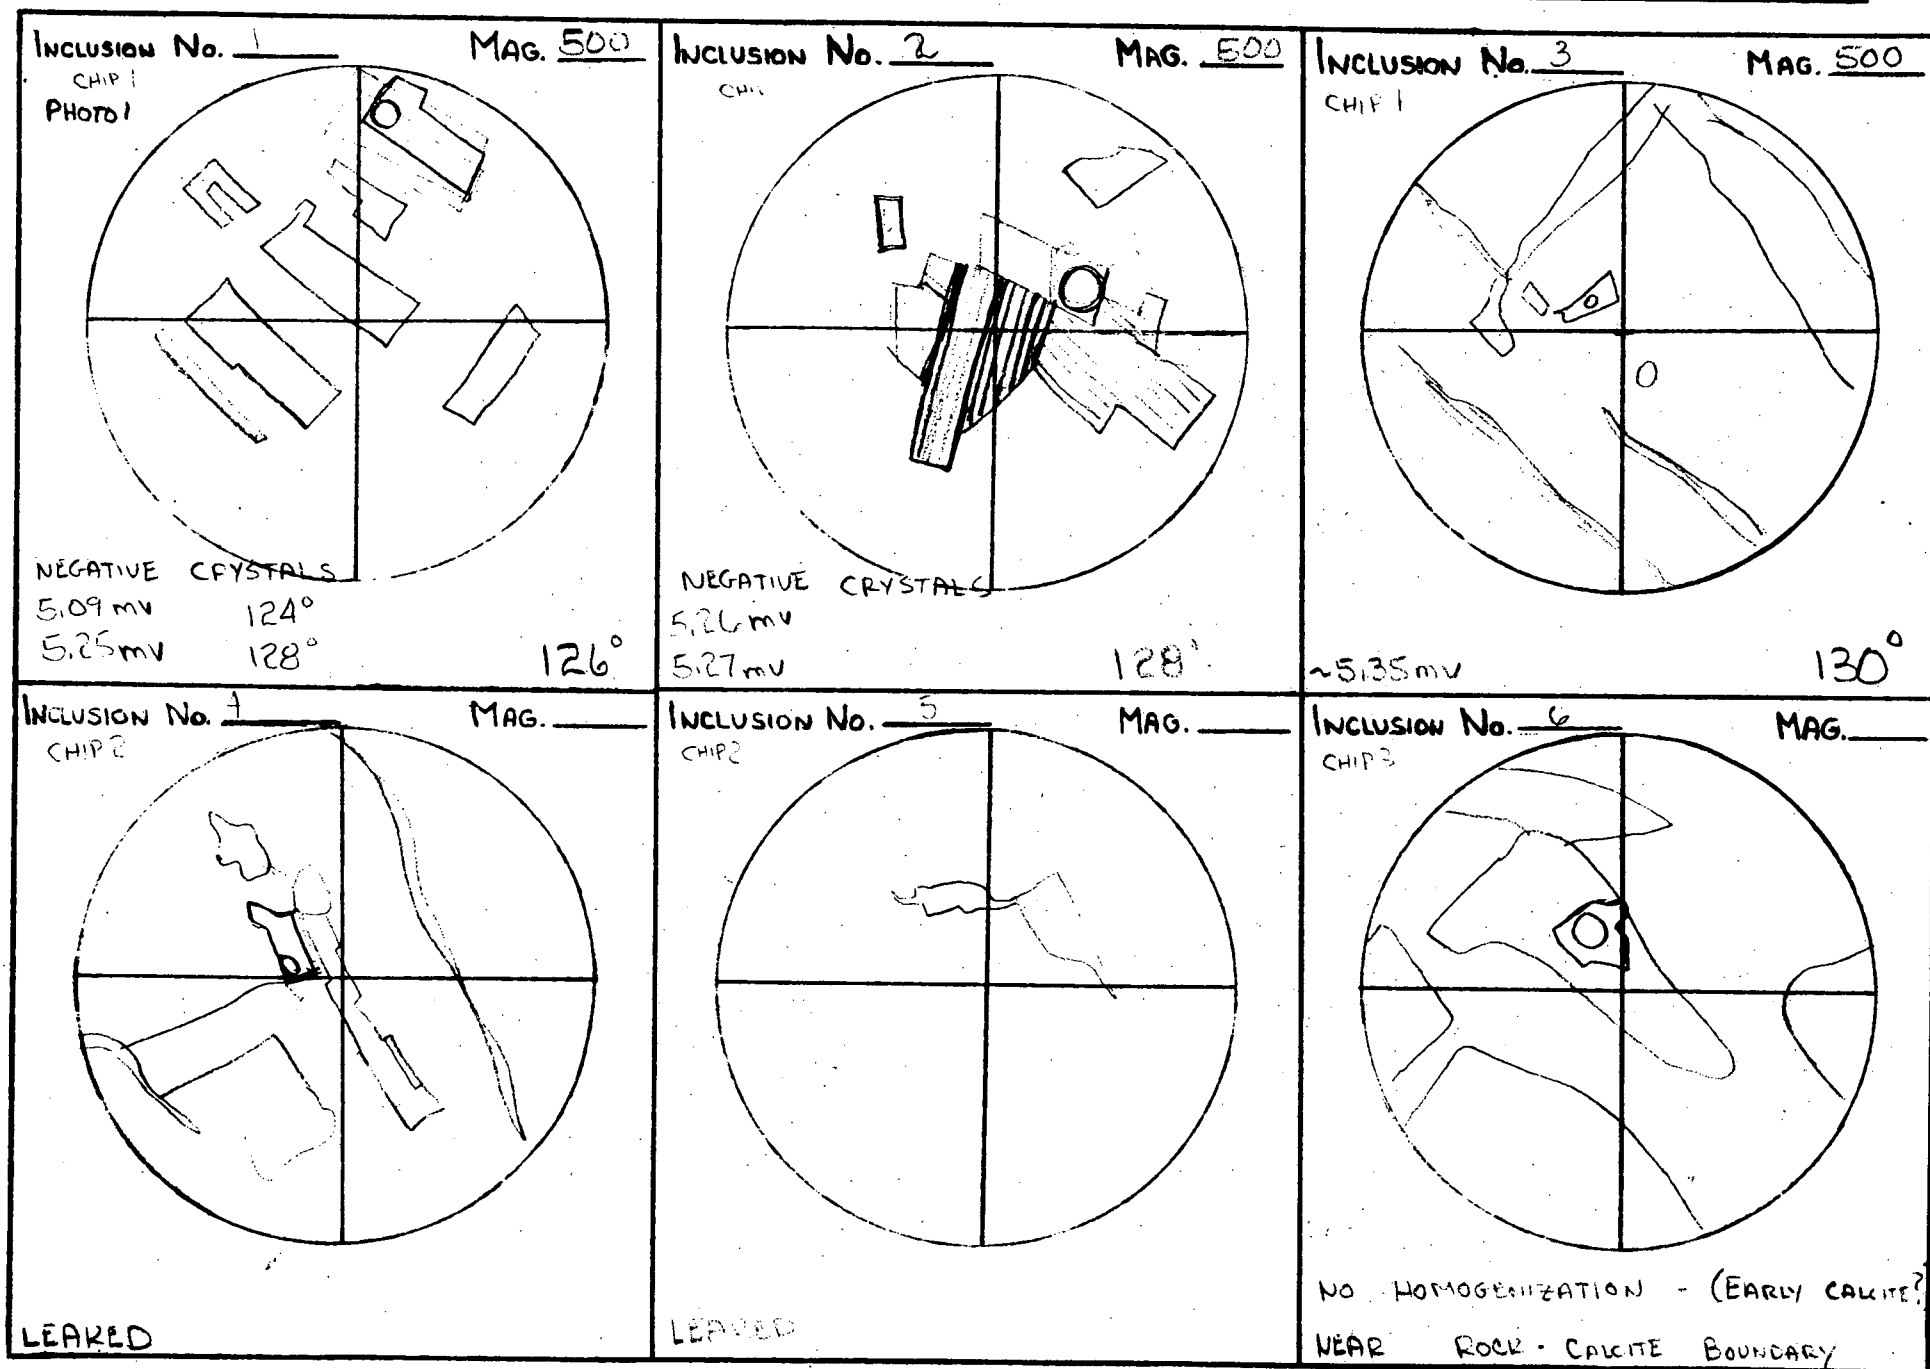 INCLUSION No. 1 MAG. 500
CHIP 1
PHOTO 1
NEGATIVE CRYSTALS
5.09 mv 124°
5.25 mv 128°
126°
INCLUSION No. 2 MAG. 500
NEGATIVE CRYSTALS
5.26 mv
5.27 mv 128°
INCLUSION No. 3 MAG. 500
CHIP 1
~5.35 mv 130°
INCLUSION No. 4 MAG.
CHIP 2
LEAKED
INCLUSION No. 5 MAG.
CHIP 2
LEAKED
INCLUSION No. 6 MAG.
CHIP 3
NO HOMOGENIZATION - (EARLY CALCITE?
NEAR ROCK - CALCITE BOUNDARY